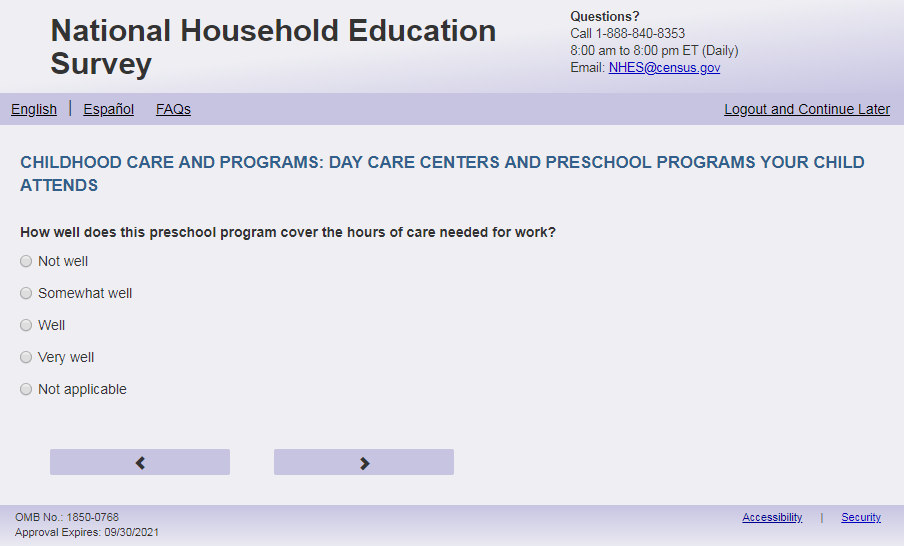 National Household Education
Survey
Questions?
Call 1-888-840-8353
8:00 am to 8:00 pm ET (Daily)
Email: NHES@census.gov
English | Español FAQs Logout and Continue Later
CHILDHOOD CARE AND PROGRAMS: DAY CARE CENTERS AND PRESCHOOL PROGRAMS YOUR CHILD
ATTENDS
How well does this preschool program cover the hours of care needed for work?
Not well
Somewhat well
Well
Very well
Not applicable
OMB No.: 1850-0768
Approval Expires: 09/30/2021
Accessibility | Security